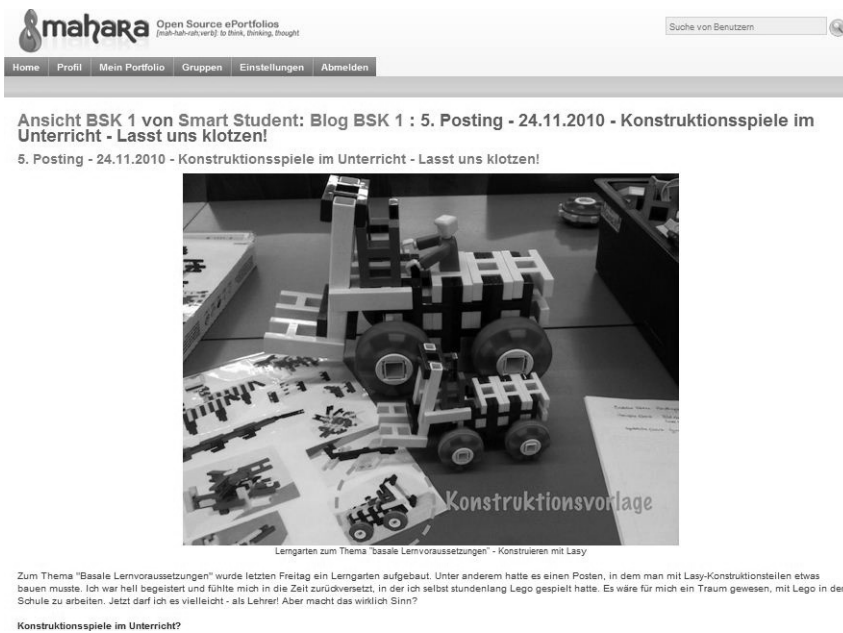 mahara
Open Source ePortfolios
[mah-hah-rah;verb]: to think, thinking, thought
Suche von Benutzern
Home Profil Mein Portfolio Gruppen Einstellungen Abmelden
Ansicht BSK 1 von Smart Student: Blog BSK 1 : 5. Posting - 24.11.2010 - Konstruktionsspiele im
Unterricht - Lasst uns klotzen!
5. Posting - 24.11.2010 - Konstruktionsspiele im Unterricht - Lasst uns klotzen!
Konstruktionsvorlage
Lerngarten zum Thema "basale Lernvoraussetzungen" - Konstruieren mit Lasy
Zum Thema "Basale Lernvoraussetzungen" wurde letzten Freitag ein Lerngarten aufgebaut. Unter anderem hatte es einen Posten, in dem man mit Lasy-Konstruktionsteilen etwas
bauen musste. Ich war hell begeistert und fühlte mich in die Zeit zurückversetzt, in der ich selbst stundenlang Lego gespielt hatte. Es wäre für mich ein Traum gewesen, mit Lego in der
Schule zu arbeiten. Jetzt darf ich es vielleicht - als Lehrer! Aber macht das wirklich Sinn?
Konstruktionsspiele im Unterricht?